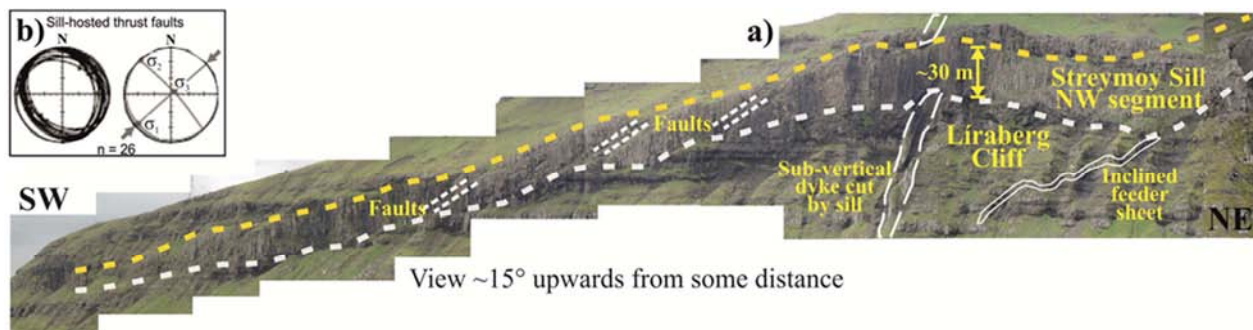 Sill-hosted thrust faults
b)
N
N
σ2
σ3
σ1
n = 26
a)
~30 m
Streymoy Sill
NW segment
Faults
Líraberg
Cliff
Sub-vertical
dyke cut
by sill
Inclined
feeder
sheet
SW
Faults
NE
View ~15° upwards from some distance